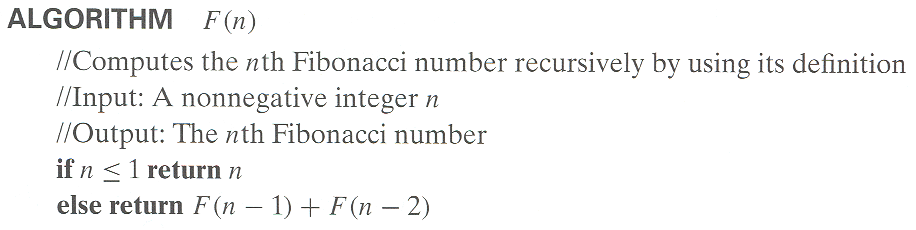 ALGORITHM F(n)
//Computes the nth Fibonacci number recursively by using its definition
//Input: A nonnegative integer n
//Output: The nth Fibonacci number
if n ≤ 1 return n
else return F(n − 1) + F(n − 2)